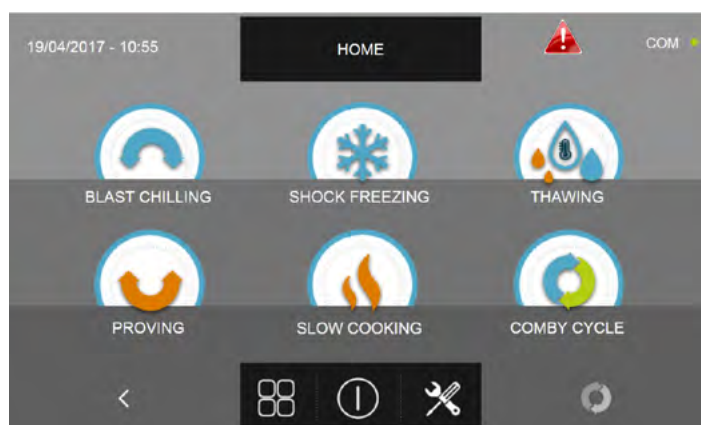 19/04/2017 - 10:55
HOME
COM
BLAST CHILLING
SHOCK FREEZING
THAWING
PROVING
SLOW COOKING
COMBY CYCLE